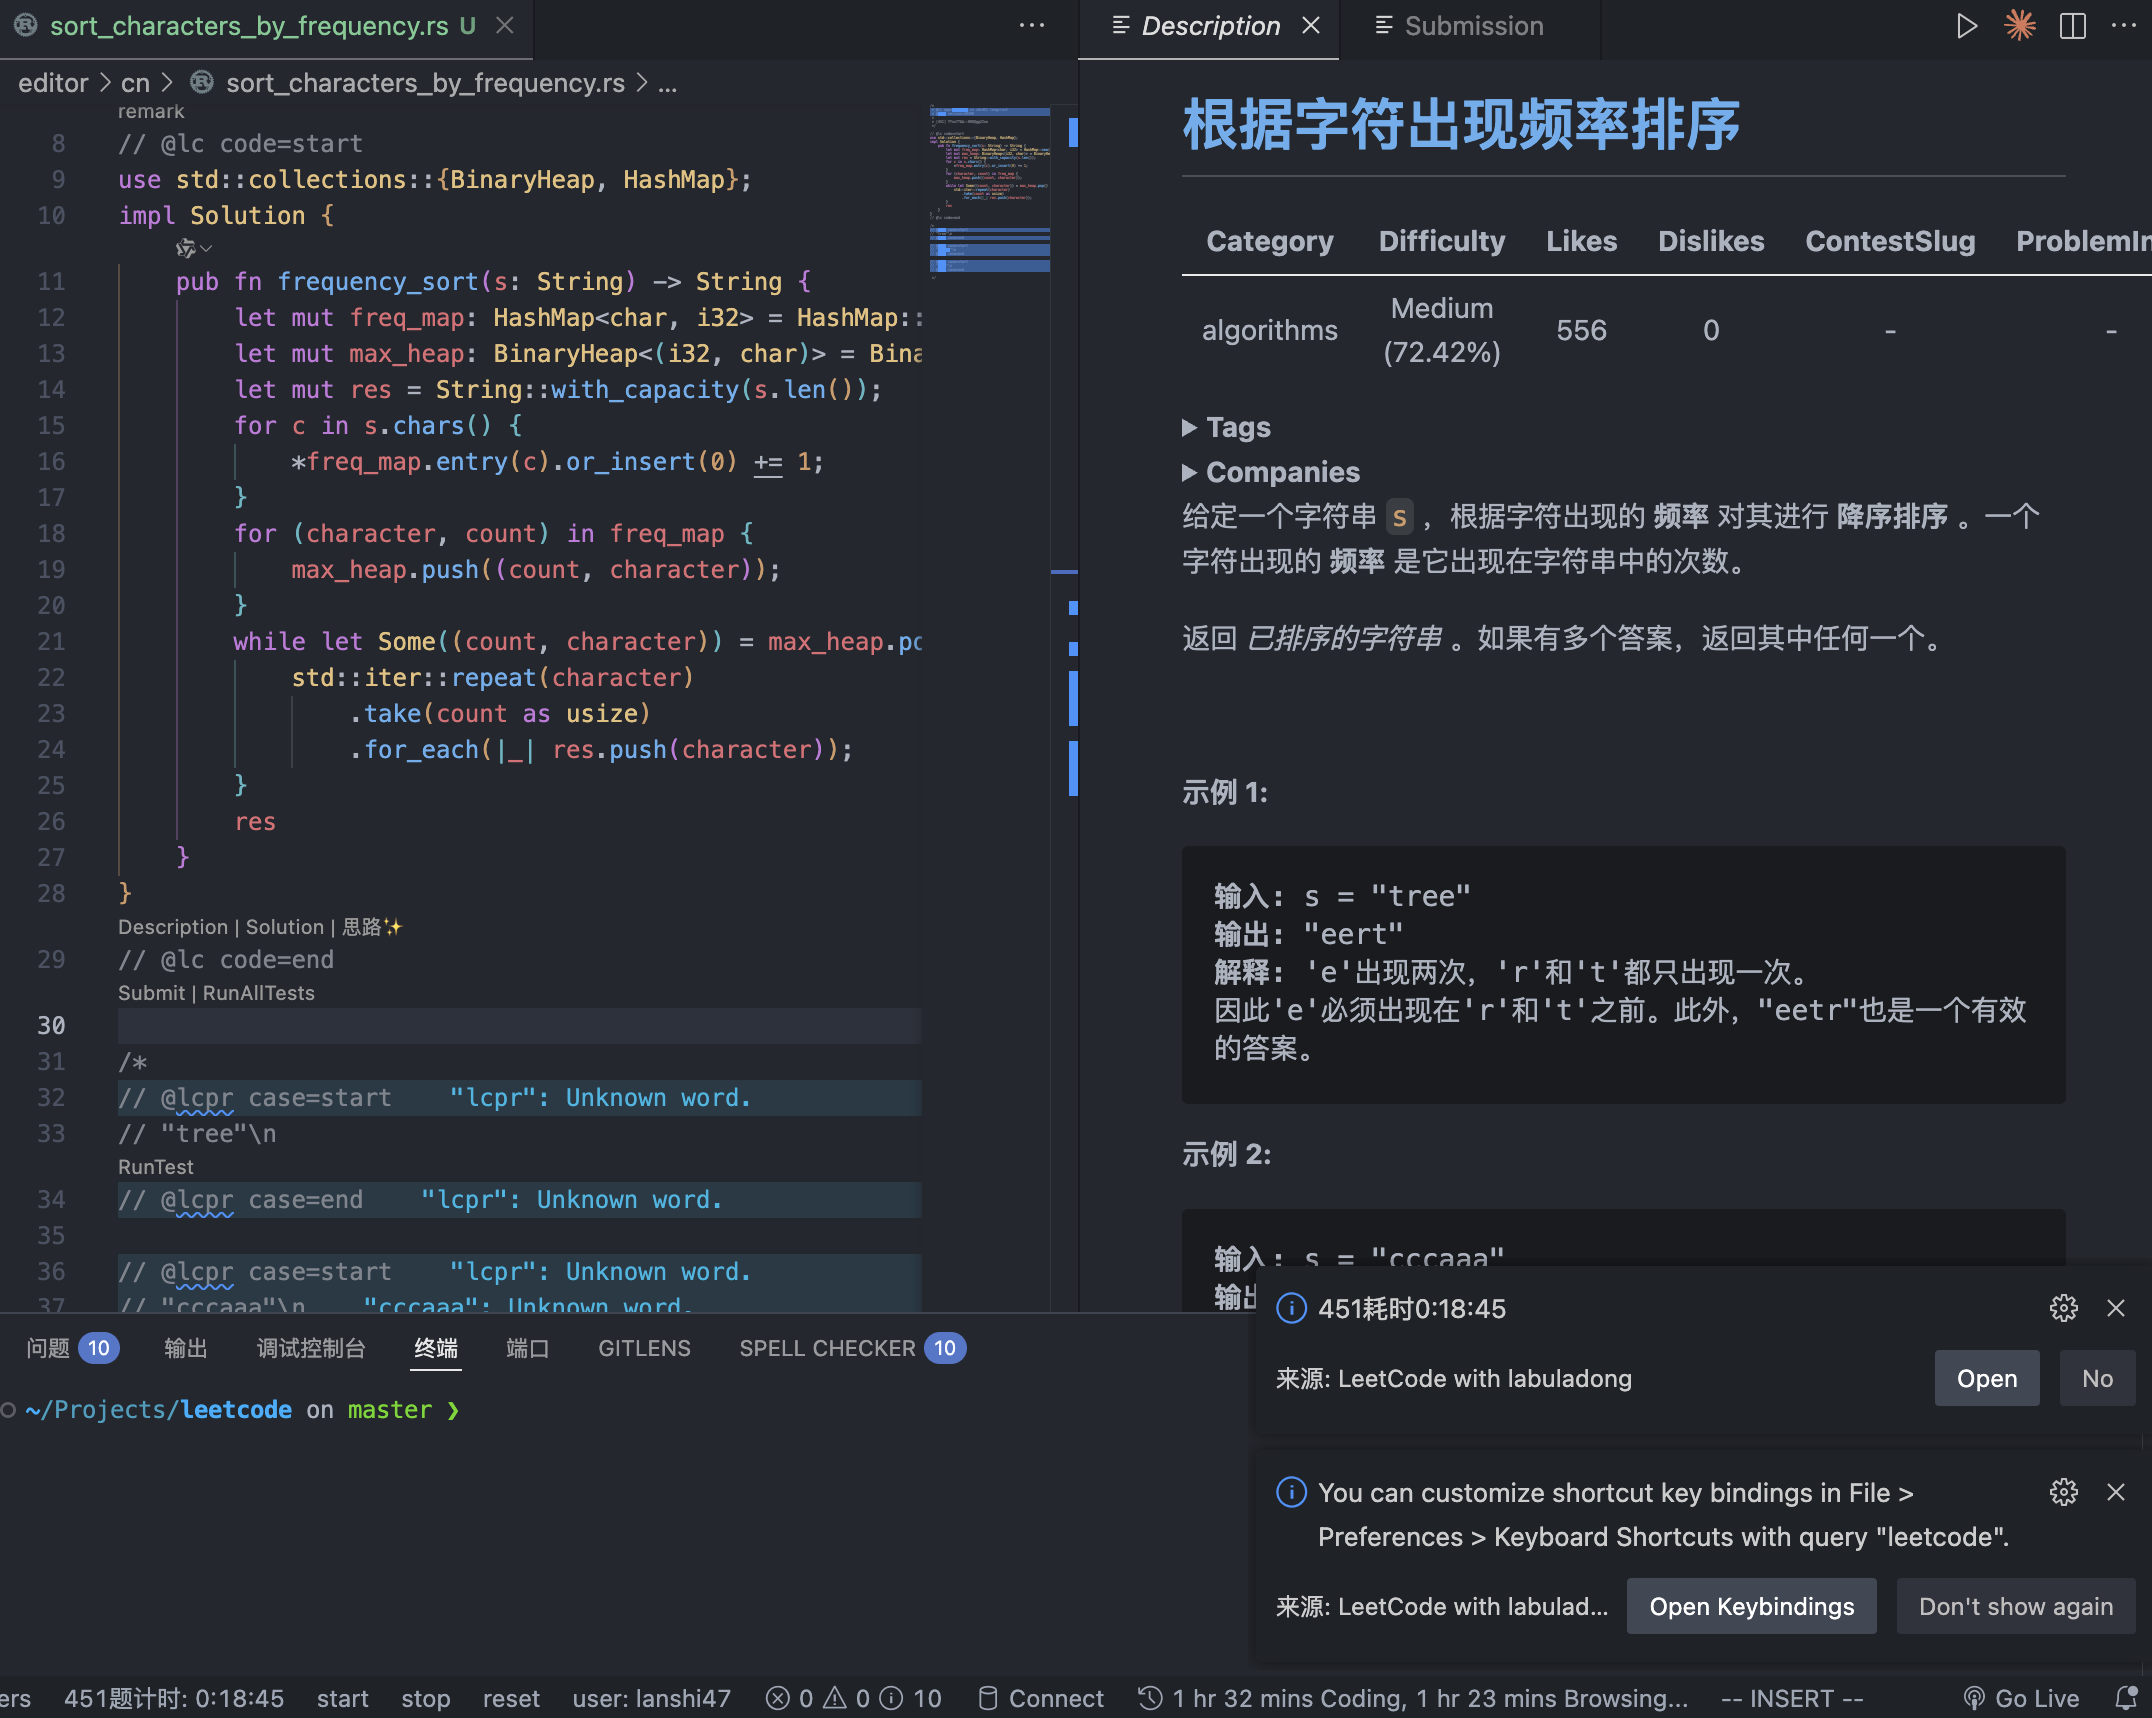 sort_characters_by_frequency.rs U
Description
Submission
editor > cn > sort_characters_by_frequency.rs > ...
remark
8 // @lc code=start
9 use std::collections::{BinaryHeap, HashMap};
10 impl Solution {
11 pub fn frequency_sort(s: String) -> String {
12 let mut freq_map: HashMap<char, i32> = HashMap::
13 let mut max_heap: BinaryHeap<(i32, char)> = Bina
14 let mut res = String::with_capacity(s.len());
15 for c in s.chars() {
16 *freq_map.entry(c).or_insert(0) += 1;
17 }
18 for (character, count) in freq_map {
19 max_heap.push((count, character));
20 }
21 while let Some((count, character)) = max_heap.po
22 std::iter::repeat(character)
23 .take(count as usize)
24 .for_each(|_| res.push(character));
25 }
26 res
27 }
28 }
Description | Solution | 思路✨
29 // @lc code=end
Submit | RunAllTests
30
31 /*
32 // @lcpr case=start "lcpr": Unknown word.
33 // "tree"\n
RunTest
34 // @lcpr case=end "lcpr": Unknown word.
35
36 // @lcpr case=start "lcpr": Unknown word.
37 // "cccaaa"\n "cccaaa": Unknown word.
根据字符出现频率排序
Category Difficulty Likes Dislikes ContestSlug ProblemIn
algorithms Medium (72.42%) 556 0 - -
▶ Tags
▶ Companies
给定一个字符串 s ，根据字符出现的 频率 对其进行 降序排序 。一个
字符出现的 频率 是它出现在字符串中的次数。
返回 已排序的字符串 。如果有多个答案，返回其中任何一个。
示例 1:
输入: s = "tree"
输出: "eert"
解释: 'e'出现两次，'r'和't'都只出现一次。
因此'e'必须出现在'r'和't'之前。此外，"eetr"也是一个有效
的答案。
示例 2:
输入: s = "cccaaa"
输出
451耗时0:18:45
来源: LeetCode with labuladong
Open No
You can customize shortcut key bindings in File >
Preferences > Keyboard Shortcuts with query "leetcode".
来源: LeetCode with labulad...
Open Keybindings Don't show again
问题 10 输出 调试控制台 终端 端口 GITLENS SPELL CHECKER 10
~/Projects/leetcode on master ❯
ers 451题计时: 0:18:45 start stop reset user: lanshi47 0 0 10 Connect 1 hr 32 mins Coding, 1 hr 23 mins Browsing... -- INSERT -- Go Live